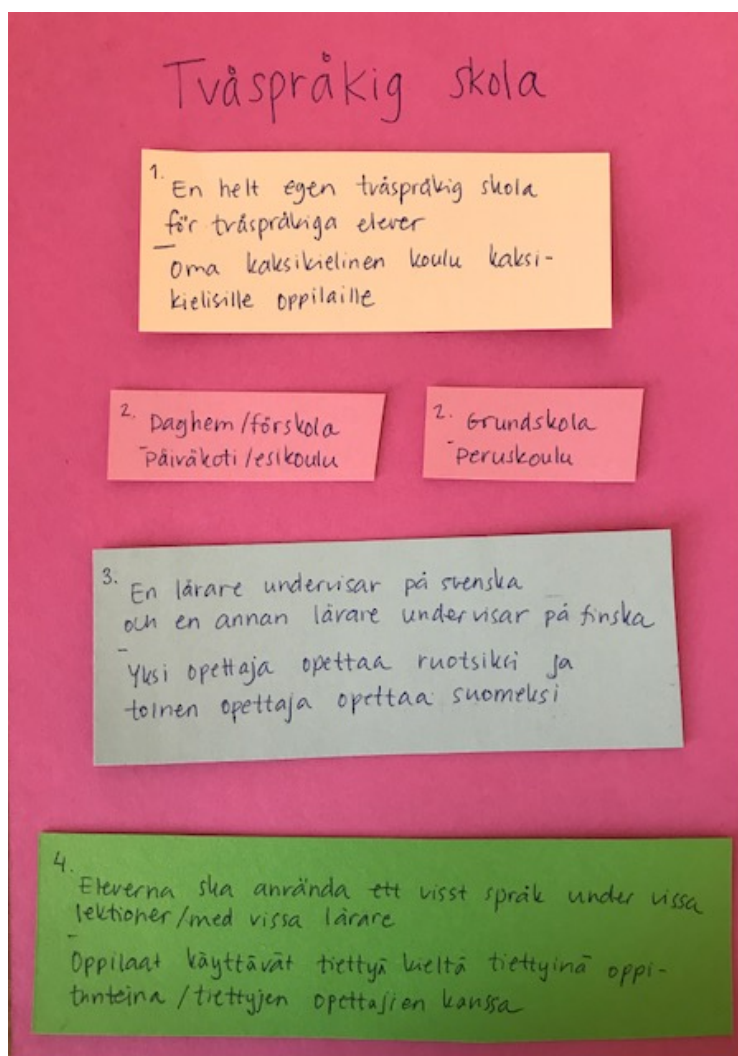 Tvåspråkig skola
1.
En helt egen tvåspråkig skola
för tvåspråkiga elever
-
Oma kaksikielinen koulu kaksi-
kielisille oppilaille
2. Daghem/förskola
- Päiväkoti/esikoulu
2. Grundskola
- Peruskoulu
3.
En lärare undervisar på svenska
och en annan lärare undervisar på finska
-
Yksi opettaja opettaa ruotsiksi ja
toinen opettaja opettaa suomeksi
4.
Eleverna ska använda ett visst språk under vissa
lektioner/med vissa lärare
-
Oppilaat käyttävät tiettyä kieltä tiettyinä oppi-
tunteina/tiettyjen opettajien kanssa